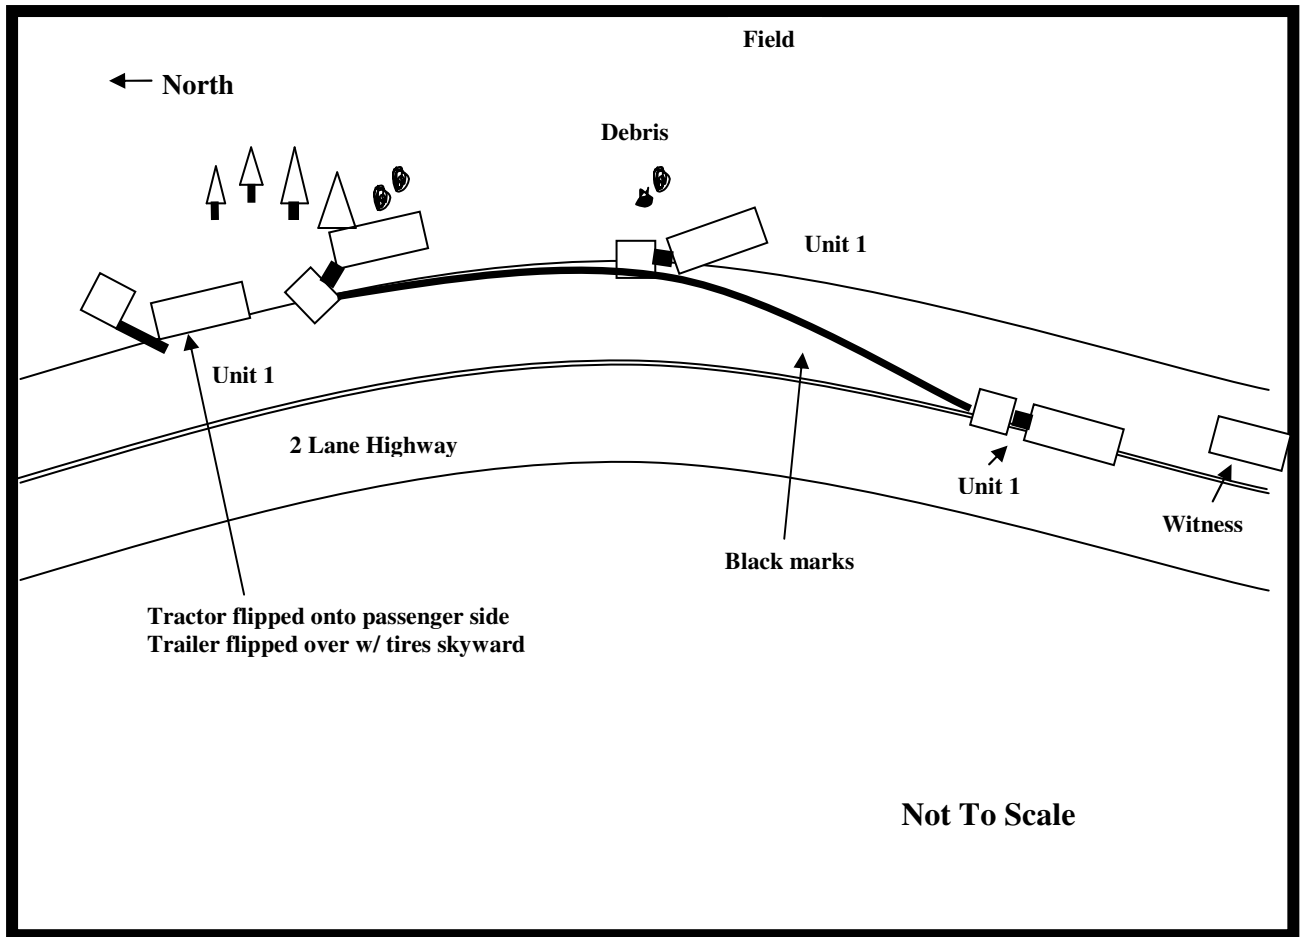 Field
North
Debris
Unit 1
Unit 1
2 Lane Highway
Unit 1
Witness
Black marks
Tractor flipped onto passenger side
Trailer flipped over w/ tires skyward
Not To Scale